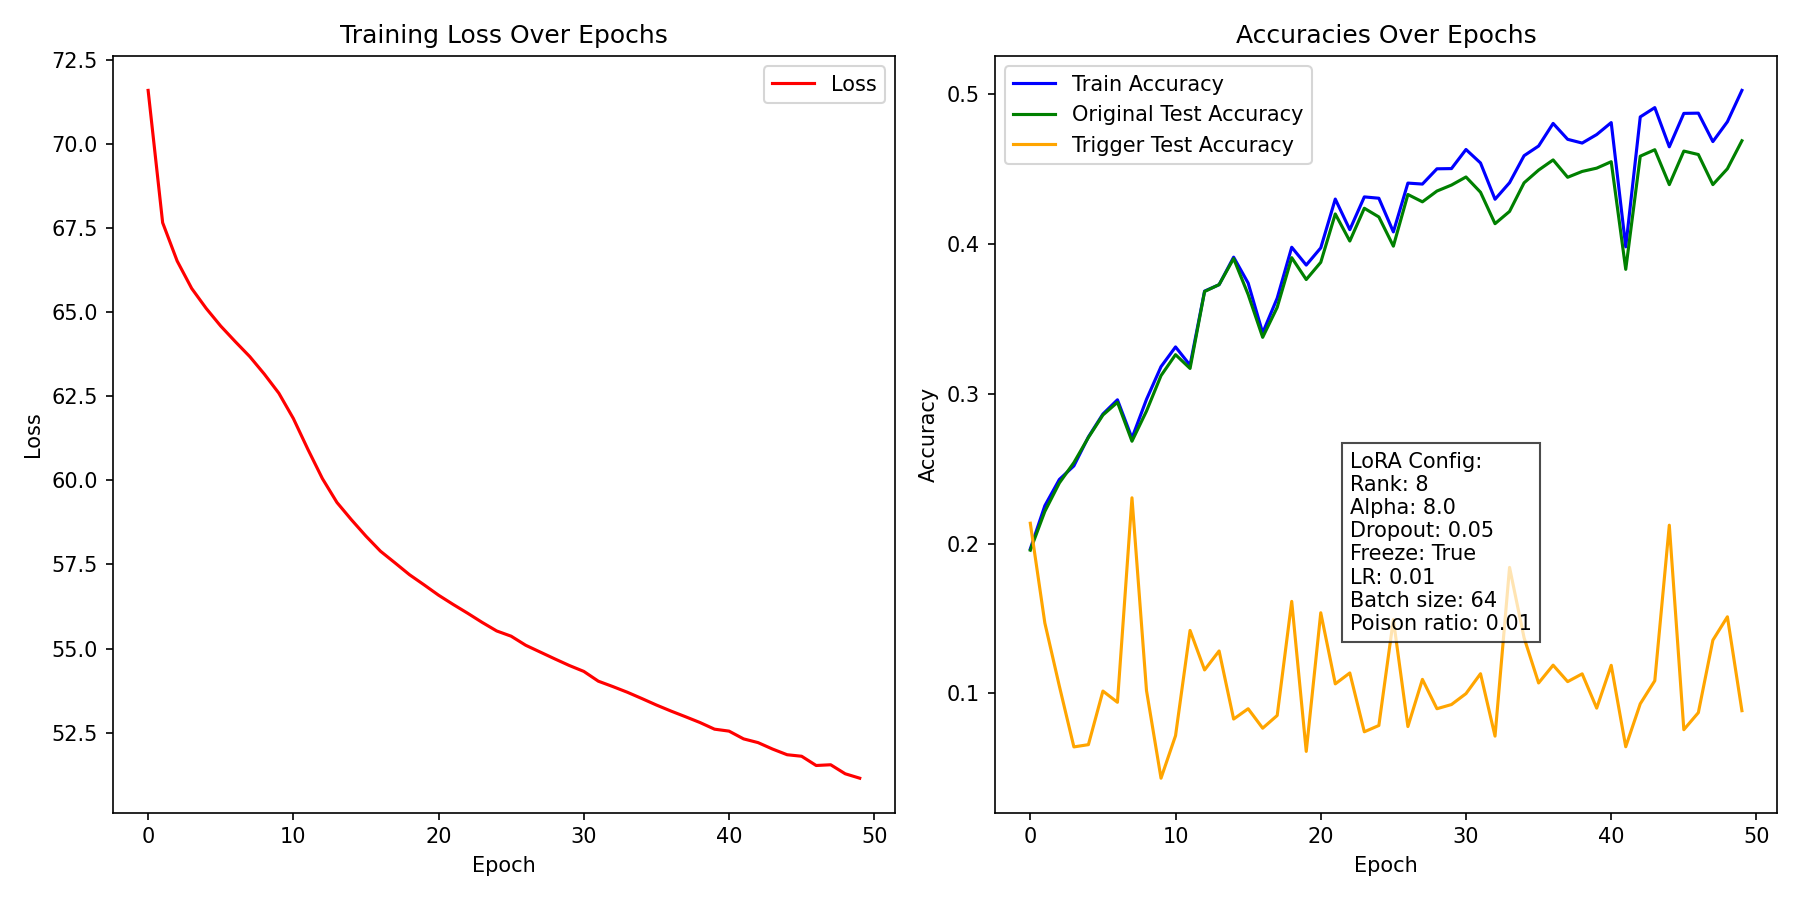 Training Loss Over Epochs
72.5
70.0
67.5
65.0
62.5
60.0
57.5
55.0
52.5
Loss
Loss
0
10
20
30
40
50
Epoch
Accuracies Over Epochs
Train Accuracy
Original Test Accuracy
Trigger Test Accuracy
0.5
0.4
0.3
0.2
0.1
Accuracy
LoRA Config:
Rank: 8
Alpha: 8.0
Dropout: 0.05
Freeze: True
LR: 0.01
Batch size: 64
Poison ratio: 0.01
0
10
20
30
40
50
Epoch